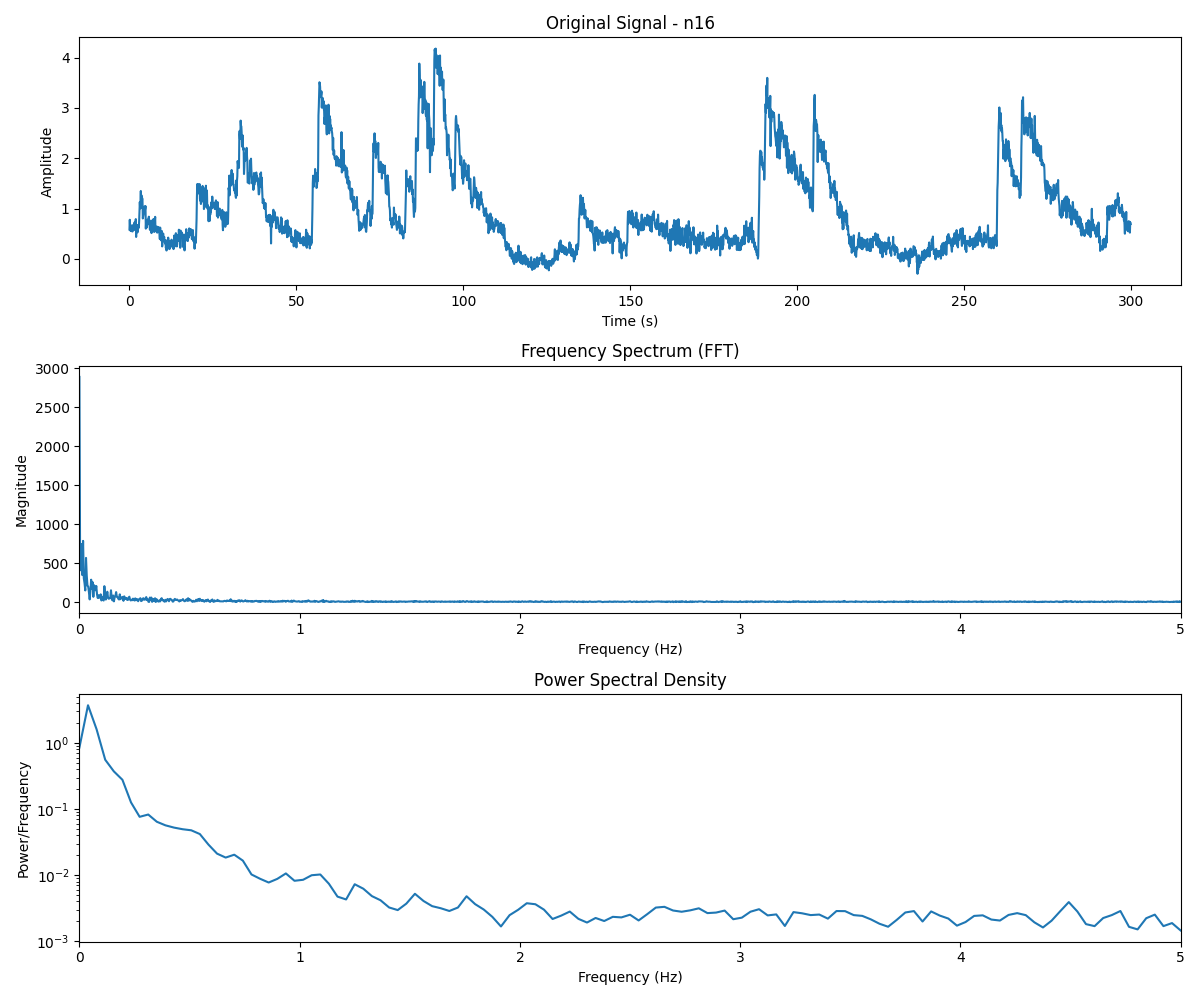 Original Signal - n16
4
3
2
1
0
Amplitude
0 50 100 150 200 250 300
Time (s)
Frequency Spectrum (FFT)
3000
2500
2000
1500
1000
500
0
Magnitude
0 1 2 3 4 5
Frequency (Hz)
Power Spectral Density
10⁰
10⁻¹
10⁻²
10⁻³
Power/Frequency
0 1 2 3 4 5
Frequency (Hz)